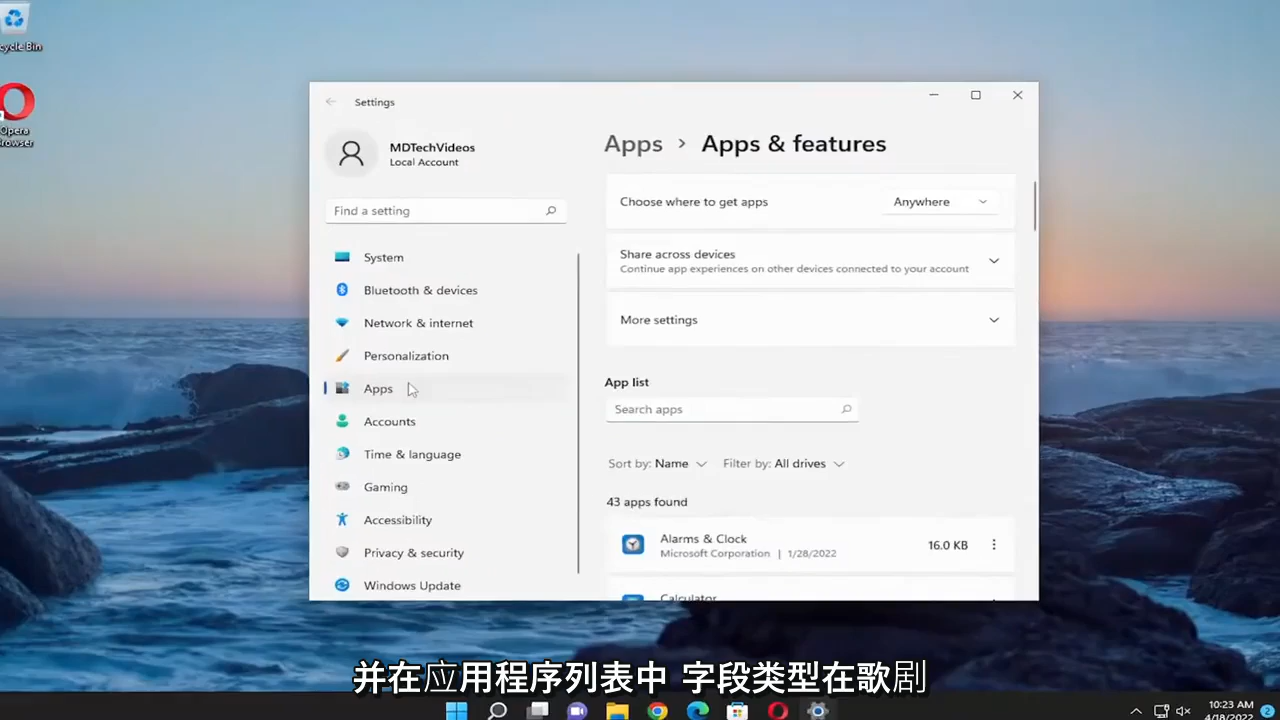 cycle Bin
Opera
rowser
Settings
MDTechVideos
Local Account
Find a setting
System
Bluetooth & devices
Network & internet
Personalization
Apps
Accounts
Time & language
Gaming
Accessibility
Privacy & security
Windows Update
Apps > Apps & features
Choose where to get apps
Anywhere
Share across devices
Continue app experiences on other devices connected to your account
More settings
App list
Search apps
Sort by: Name Filter by: All drives
43 apps found
Alarms & Clock
Microsoft Corporation | 1/28/2022
16.0 KB
Calculator
并在应用程序列表中 字段类型在歌剧
10:23 AM
4/18/2022
2